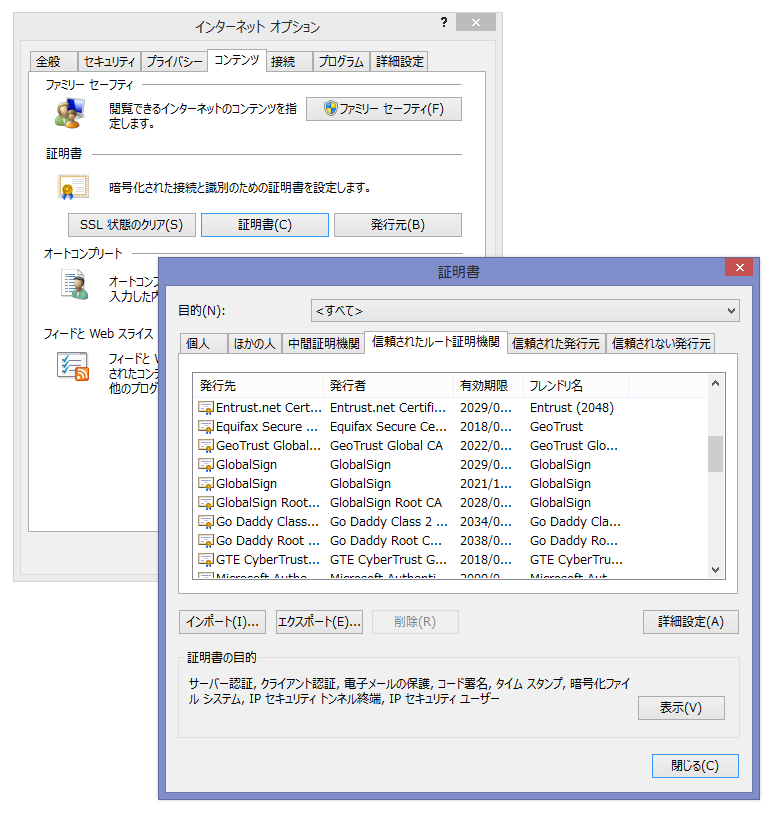 インターネット オプション
?
全般 セキュリティ プライバシー コンテンツ 接続 プログラム 詳細設定
ファミリー セーフティ
閲覧できるインターネットのコンテンツを指
定します。
ファミリー セーフティ(F)
証明書
暗号化された接続と識別のための証明書を設定します。
SSL 状態のクリア(S) 証明書(C) 発行元(B)
オートコンプリート
オートコンプ
入力した内
フィードと Web スライス
フィードと W
されたコンテ
他のプログ
証明書
目的(N): <すべて>
個人 ほかの人 中間証明機関 信頼されたルート証明機関 信頼された発行元 信頼されない発行元
発行先 発行者 有効期限 フレンドリ名
Entrust.net Cert... Entrust.net Certifi... 2029/0... Entrust (2048)
Equifax Secure ... Equifax Secure Ce... 2018/0... GeoTrust
GeoTrust Global... GeoTrust Global CA 2022/0... GeoTrust Glo...
GlobalSign GlobalSign 2029/0... GlobalSign
GlobalSign GlobalSign 2021/1... GlobalSign
GlobalSign Root... GlobalSign Root CA 2028/0... GlobalSign
Go Daddy Class... Go Daddy Class 2 ... 2034/0... Go Daddy Cla...
Go Daddy Root ... Go Daddy Root C... 2038/0... Go Daddy Ro...
GTE CyberTrust... GTE CyberTrust G... 2018/0... GTE CyberTru...
Microsoft Authe... Microsoft Authenti... 2000/0... Microsoft Aut...
インポート(I)... エクスポート(E)... 削除(R) 詳細設定(A)
証明書の目的
サーバー認証, クライアント認証, 電子メールの保護, コード署名, タイム スタンプ, 暗号化ファイ
ル システム, IP セキュリティ トンネル終端, IP セキュリティ ユーザー
表示(V)
閉じる(C)